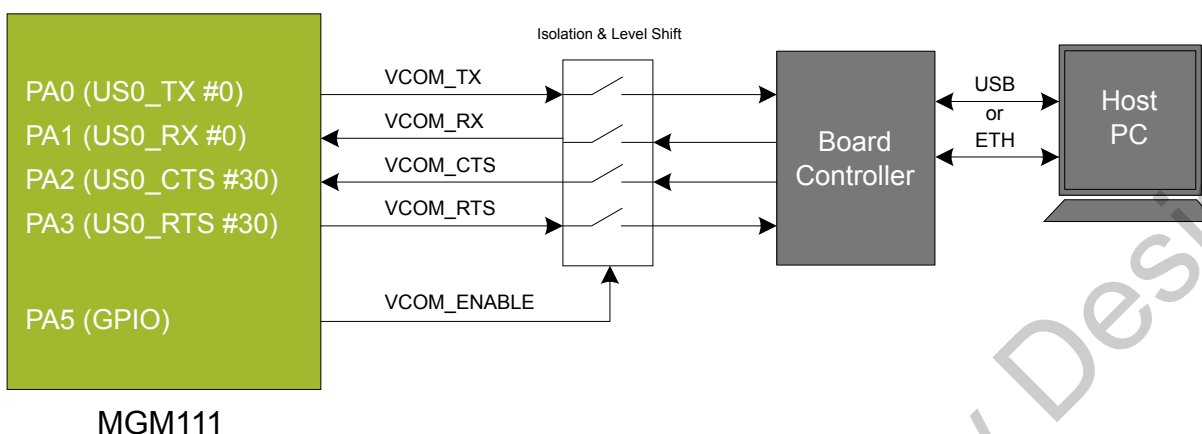 Isolation & Level Shift
PA0 (US0_TX #0)
PA1 (US0_RX #0)
PA2 (US0_CTS #30)
PA3 (US0_RTS #30)
PA5 (GPIO)
MGM111
VCOM_TX
VCOM_RX
VCOM_CTS
VCOM_RTS
VCOM_ENABLE
Board
Controller
USB
or
ETH
Host
PC